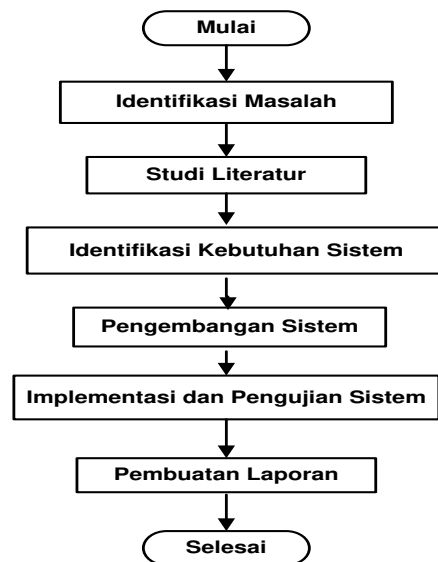 Mulai
Identifikasi Masalah
Studi Literatur
Identifikasi Kebutuhan Sistem
Pengembangan Sistem
Implementasi dan Pengujian Sistem
Pembuatan Laporan
Selesai